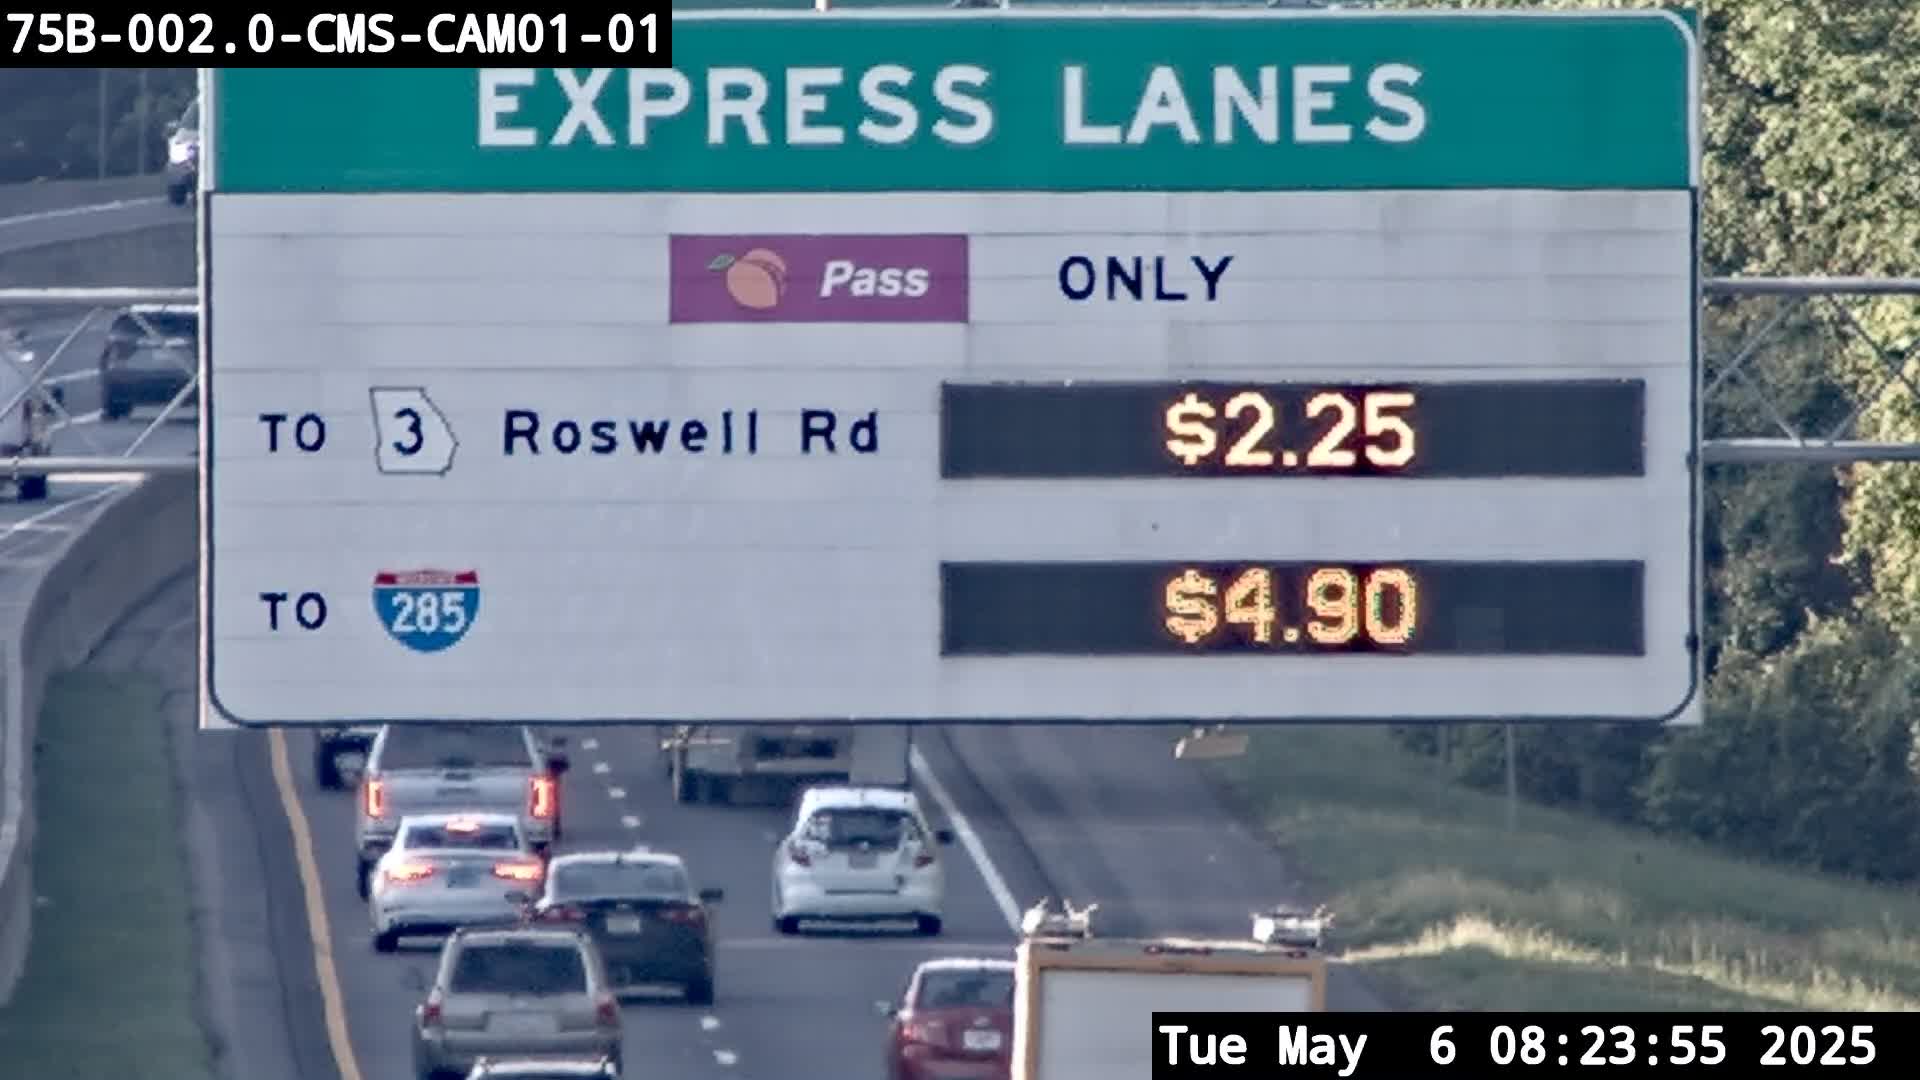 75B-002.0-CMS-CAM01-01
EXPRESS LANES
Pass ONLY
TO 3 Roswell Rd $2.25
TO 285 $4.90
Tue May 6 08:23:55 2025